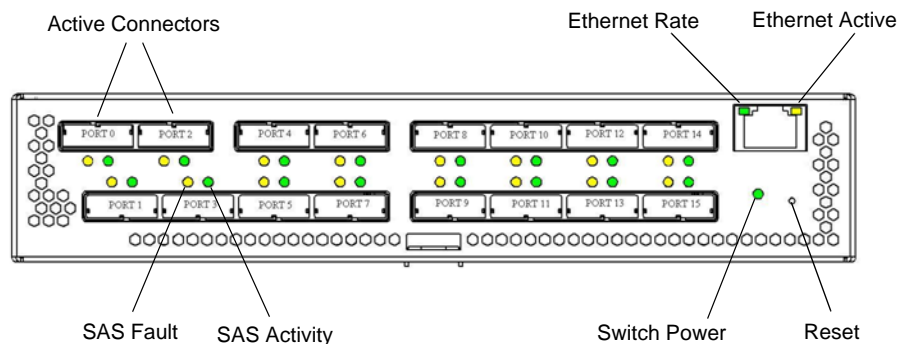 Active Connectors
Ethernet Rate
Ethernet Active
PORT 0
PORT 2
PORT 4
PORT 6
PORT 8
PORT 10
PORT 12
PORT 14
PORT 1
PORT 3
PORT 5
PORT 7
PORT 9
PORT 11
PORT 13
PORT 15
SAS Fault
SAS Activity
Switch Power
Reset